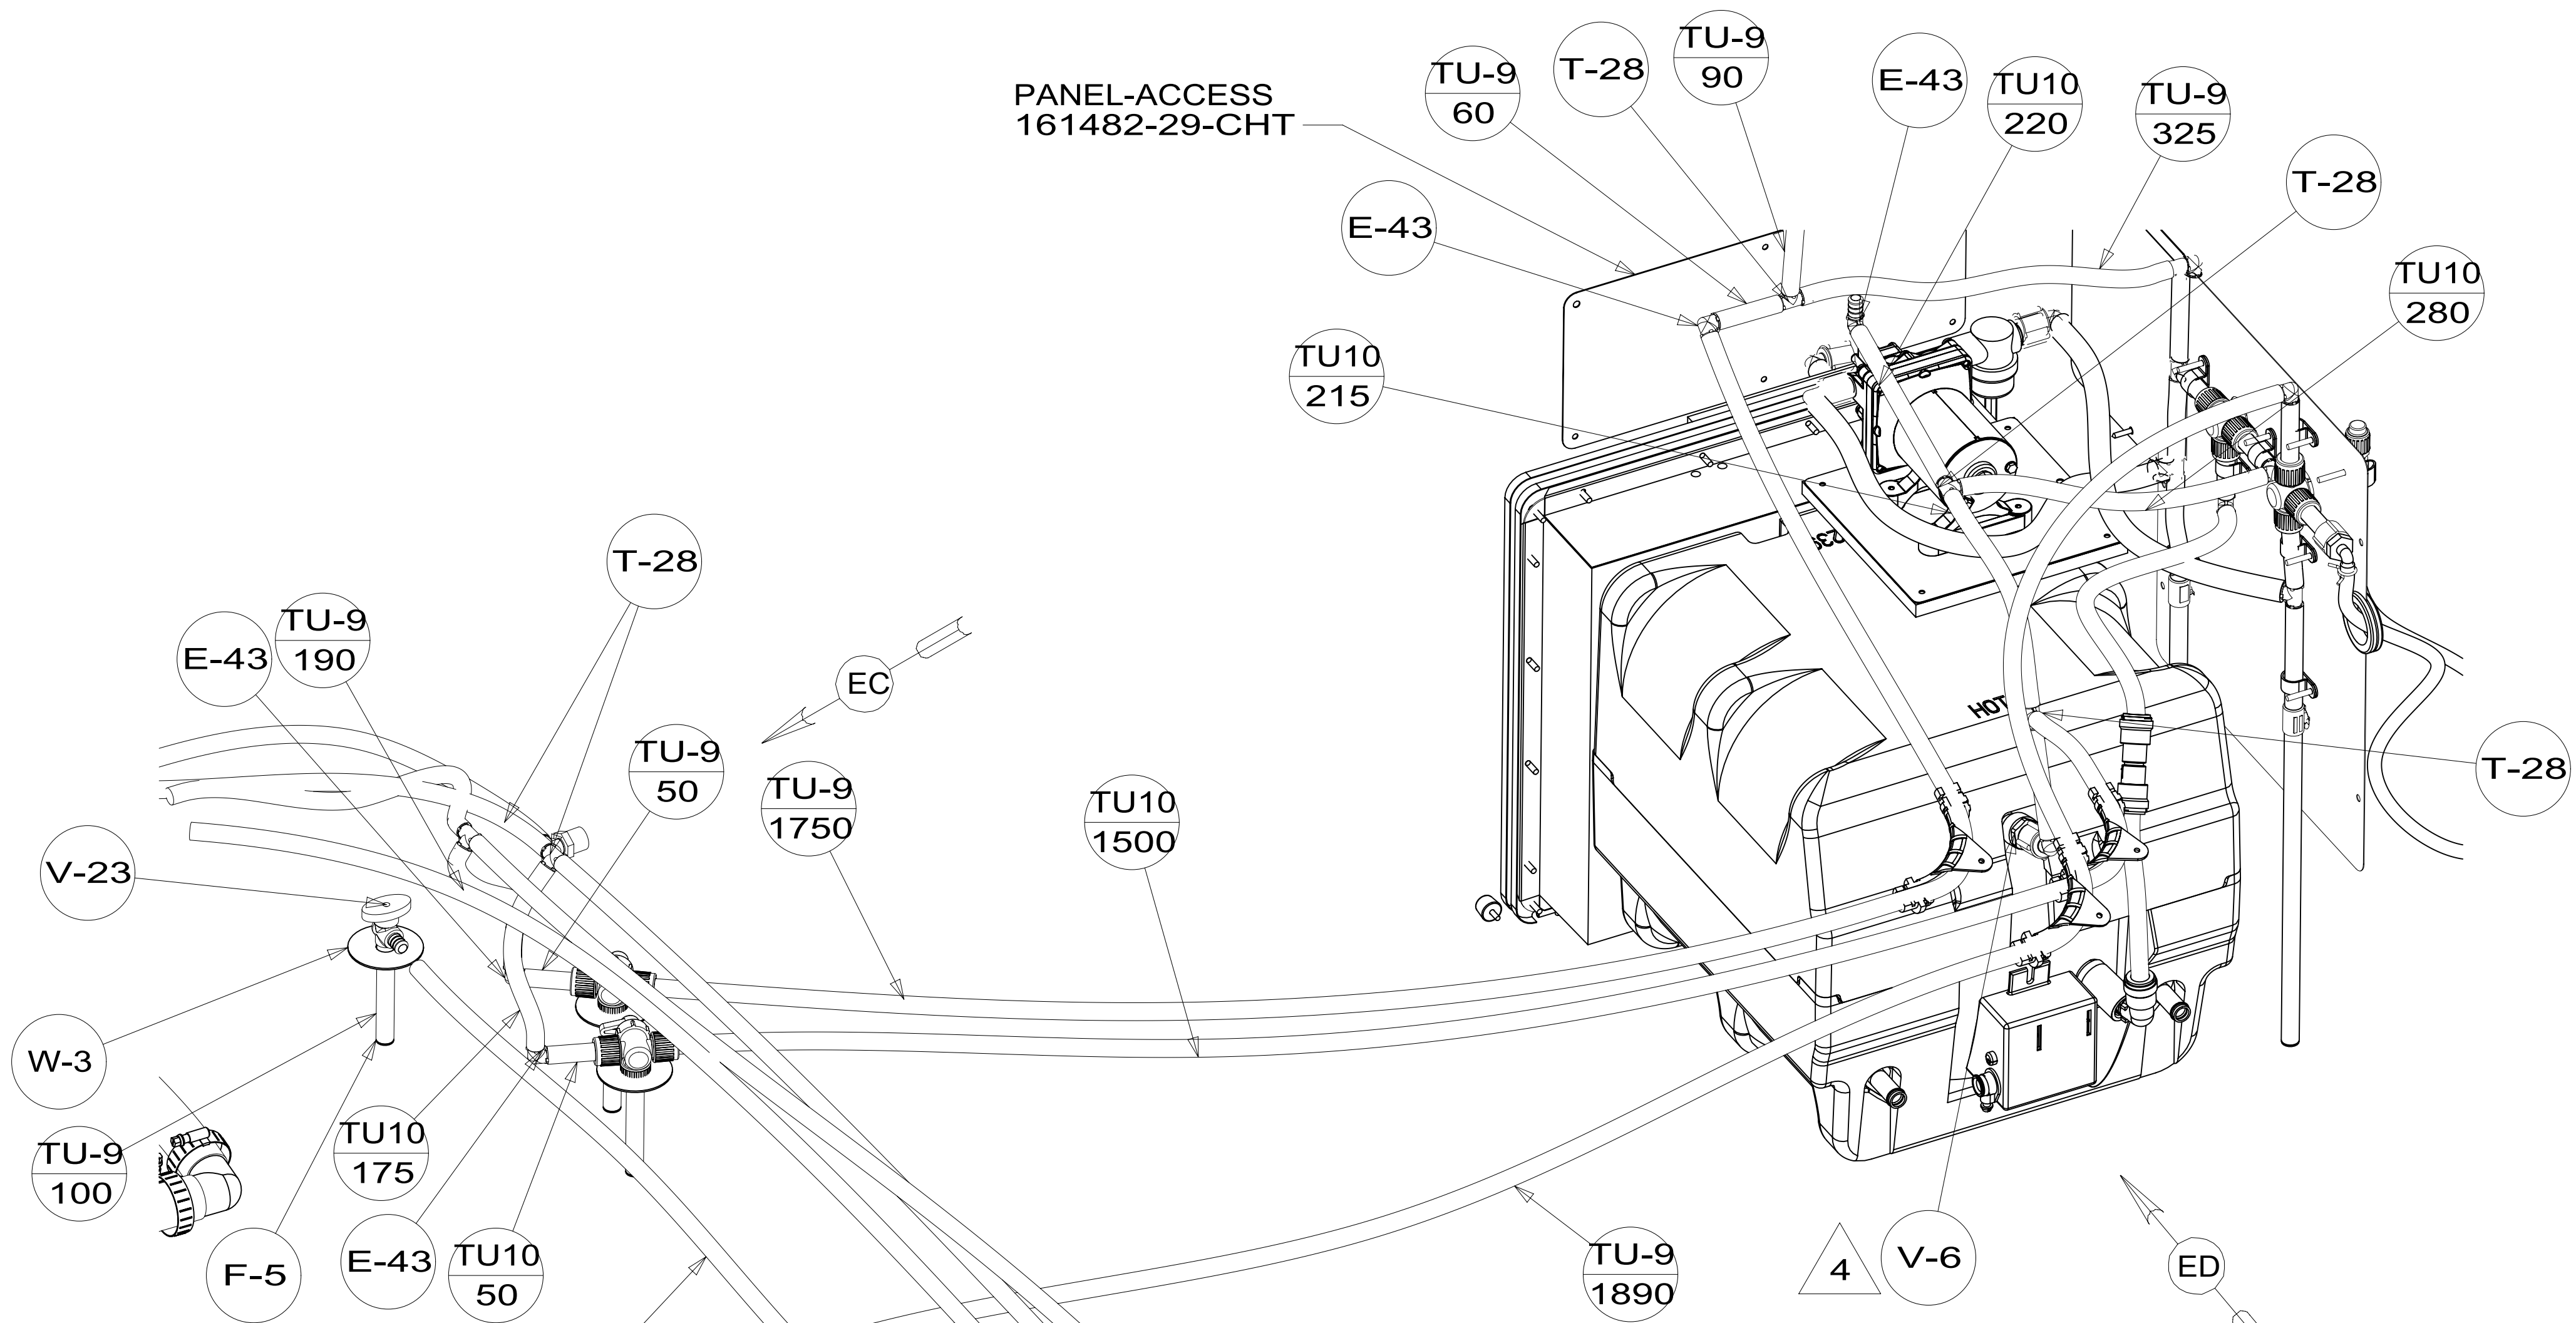 PANEL-ACCESS
161482-29-CHT
TU-9
60
T-28
TU-9
90
E-43
TU10
220
TU-9
325
T-28
E-43
TU10
280
TU10
215
T-28
E-43
TU-9
190
EC
TU-9
50
TU-9
1750
TU10
1500
HOT
T-28
V-23
W-3
TU-9
100
F-5
TU10
175
E-43
TU10
50
TU-9
1890
4
V-6
ED